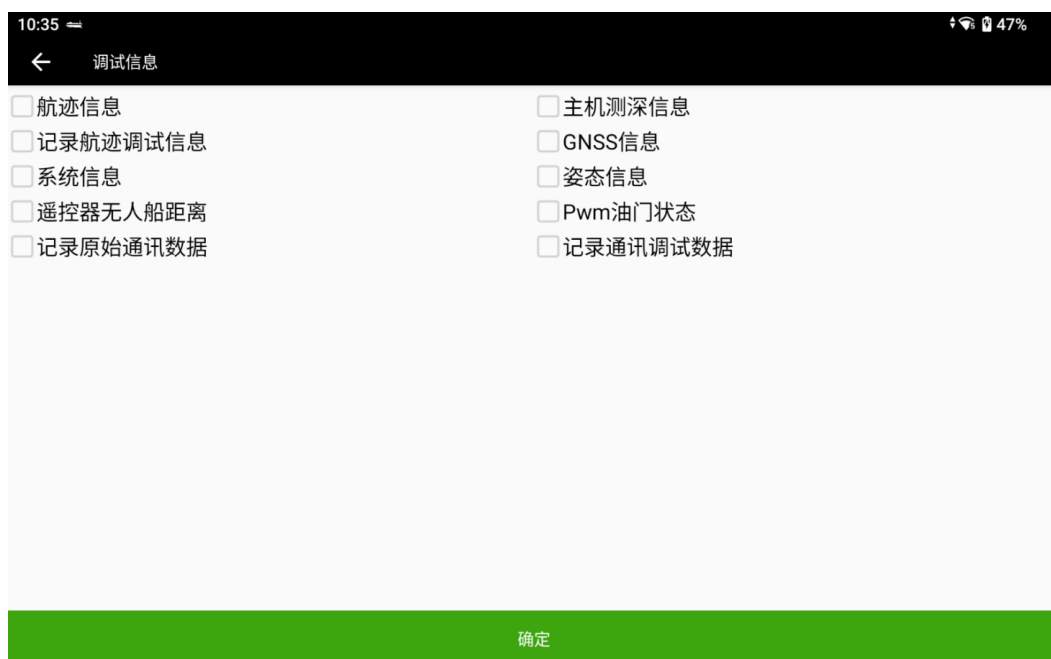 10:35
47%
调试信息
航迹信息
主机测深信息
记录航迹调试信息
GNSS信息
系统信息
姿态信息
遥控器无人船距离
Pwm油门状态
记录原始通讯数据
记录通讯调试数据
确定